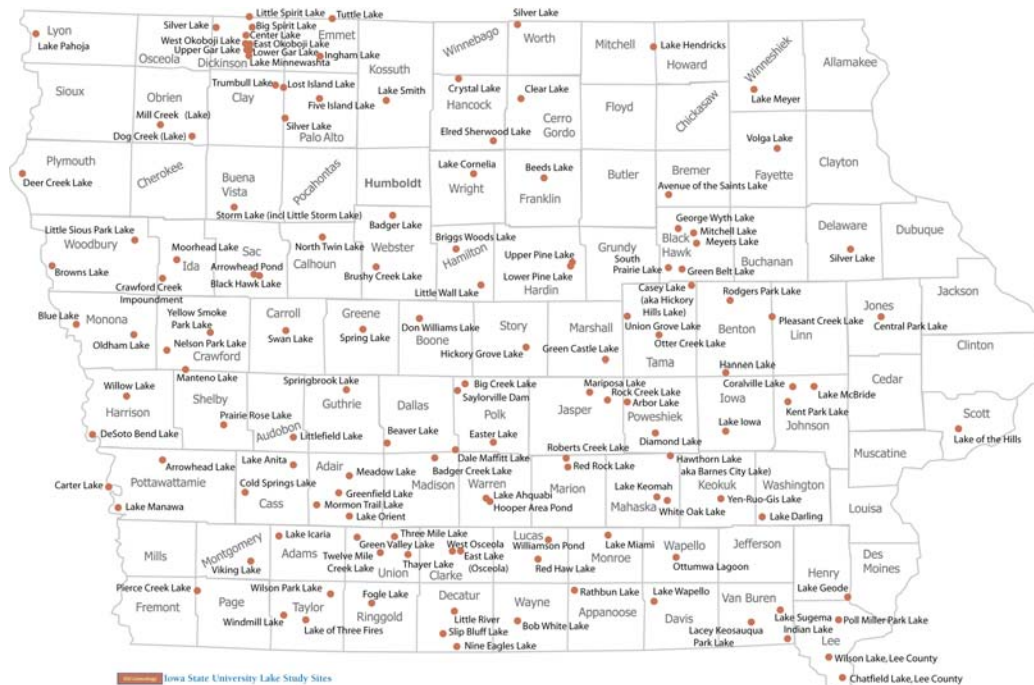 Little Spirit Lake
Tuttle Lake
Silver Lake
Lyon
Silver Lake
Big Spirit Lake
Center Lake
Emmet
Winnebago
Worth
Mitchell
Lake Hendricks
Winneshiek
Allamakee
Lake Pahoja
West Okoboji Lake
East Okoboji Lake
Upper Gar Lake
Lower Gar Lake
Ingham Lake
Howard
Osceola
Dickinson
Lake Minnewashta
Kossuth
Sioux
Obrien
Clay
Trumbull Lake
Lost Island Lake
Lake Smith
Crystal Lake
Clear Lake
Hancock
Five Island Lake
Floyd
Chickasaw
Lake Meyer
Mill Creek (Lake)
Silver Lake
Cerro
Gordo
Dog Creek (Lake)
Palo Alto
Elred Sherwood Lake
Volga Lake
Plymouth
Cherokee
Buena
Vista
Pocahontas
Humboldt
Lake Cornelia
Wright
Beeds Lake
Franklin
Butler
Bremer
Fayette
Clayton
Deer Creek Lake
Avenue of the Saints Lake
Storm Lake (incl Little Storm Lake)
Badger Lake
George Wyth Lake
Little Sioux Park Lake
Woodbury
Moorhead Lake
Sac
North Twin Lake
Webster
Briggs Woods Lake
Hamilton
Upper Pine Lake
Grundy
Black
Hawk
Mitchell Lake
Meyers Lake
Delaware
Dubuque
Ida
Arrowhead Pond
Calhoun
South
Prairie Lake
Buchanan
Silver Lake
Browns Lake
Black Hawk Lake
Brushy Creek Lake
Lower Pine Lake
Green Belt Lake
Crawford Creek
Impoundment
Little Wall Lake
Hardin
Casey Lake
(aka Hickory
Hills Lake)
Rodgers Park Lake
Jackson
Blue Lake
Monona
Yellow Smoke
Park Lake
Carroll
Greene
Don Williams Lake
Story
Marshall
Union Grove Lake
Benton
Pleasant Creek Lake
Jones
Central Park Lake
Oldham Lake
Nelson Park Lake
Swan Lake
Spring Lake
Boone
Otter Creek Lake
Linn
Crawford
Hickory Grove Lake
Green Castle Lake
Tama
Clinton
Manteno Lake
Hannen Lake
Cedar
Willow Lake
Shelby
Springbrook Lake
Guthrie
Dallas
Big Creek Lake
Saylorville Dam
Mariposa Lake
Rock Creek Lake
Iowa
Coralville Lake
Lake McBride
Harrison
Polk
Jasper
Arbor Lake
Poweshiek
Kent Park Lake
Johnson
Scott
Prairie Rose Lake
Audobon
DeSoto Bend Lake
Littlefield Lake
Beaver Lake
Easter Lake
Diamond Lake
Lake Iowa
Lake of the Hills
Muscatine
Dale Maffitt Lake
Roberts Creek Lake
Hawthorn Lake
aka Barnes City Lake)
Arrowhead Lake
Lake Anita
Adair
Meadow Lake
Badger Creek Lake
Madison
Warren
Red Rock Lake
Marion
Pottawattamie
Cold Springs Lake
Greenfield Lake
Lake Ahquabi
Lake Keomah
Keokuk
Washington
Carter Lake
Cass
Mormon Trail Lake
Hooper Area Pond
Mahaska
White Oak Lake
Yen-Ruo-Gis Lake
Louisa
Lake Manawa
Lake Orient
Lake Darling
Mills
Montgomery
Lake Icaria
Adams
Three Mile Lake
Green Valley Lake
West Osceola
Lucas
Williamson Pond
Lake Miami
Wapello
Jefferson
Viking Lake
Twelve Mile
Creek Lake
Thayer Lake
East Lake
(Osceola)
Monroe
Des
Moines
Union
Clarke
Red Haw Lake
Ottumwa Lagoon
Henry
Pierce Creek Lake
Wilson Park Lake
Fogle Lake
Decatur
Wayne
Rathbun Lake
Lake Wapello
Van Buren
Lake Geode
Fremont
Page
Taylor
Ringgold
Little River
Appanoose
Davis
Lake Sugema
Poll Miller Park Lake
Windmill Lake
Lake of Three Fires
Slip Bluff Lake
Bob White Lake
Lacey Keosauqua
Park Lake
Indian Lake
Lee
Nine Eagles Lake
Wilson Lake, Lee County
Iowa State University Lake Study Sites
Chatfield Lake, Lee County